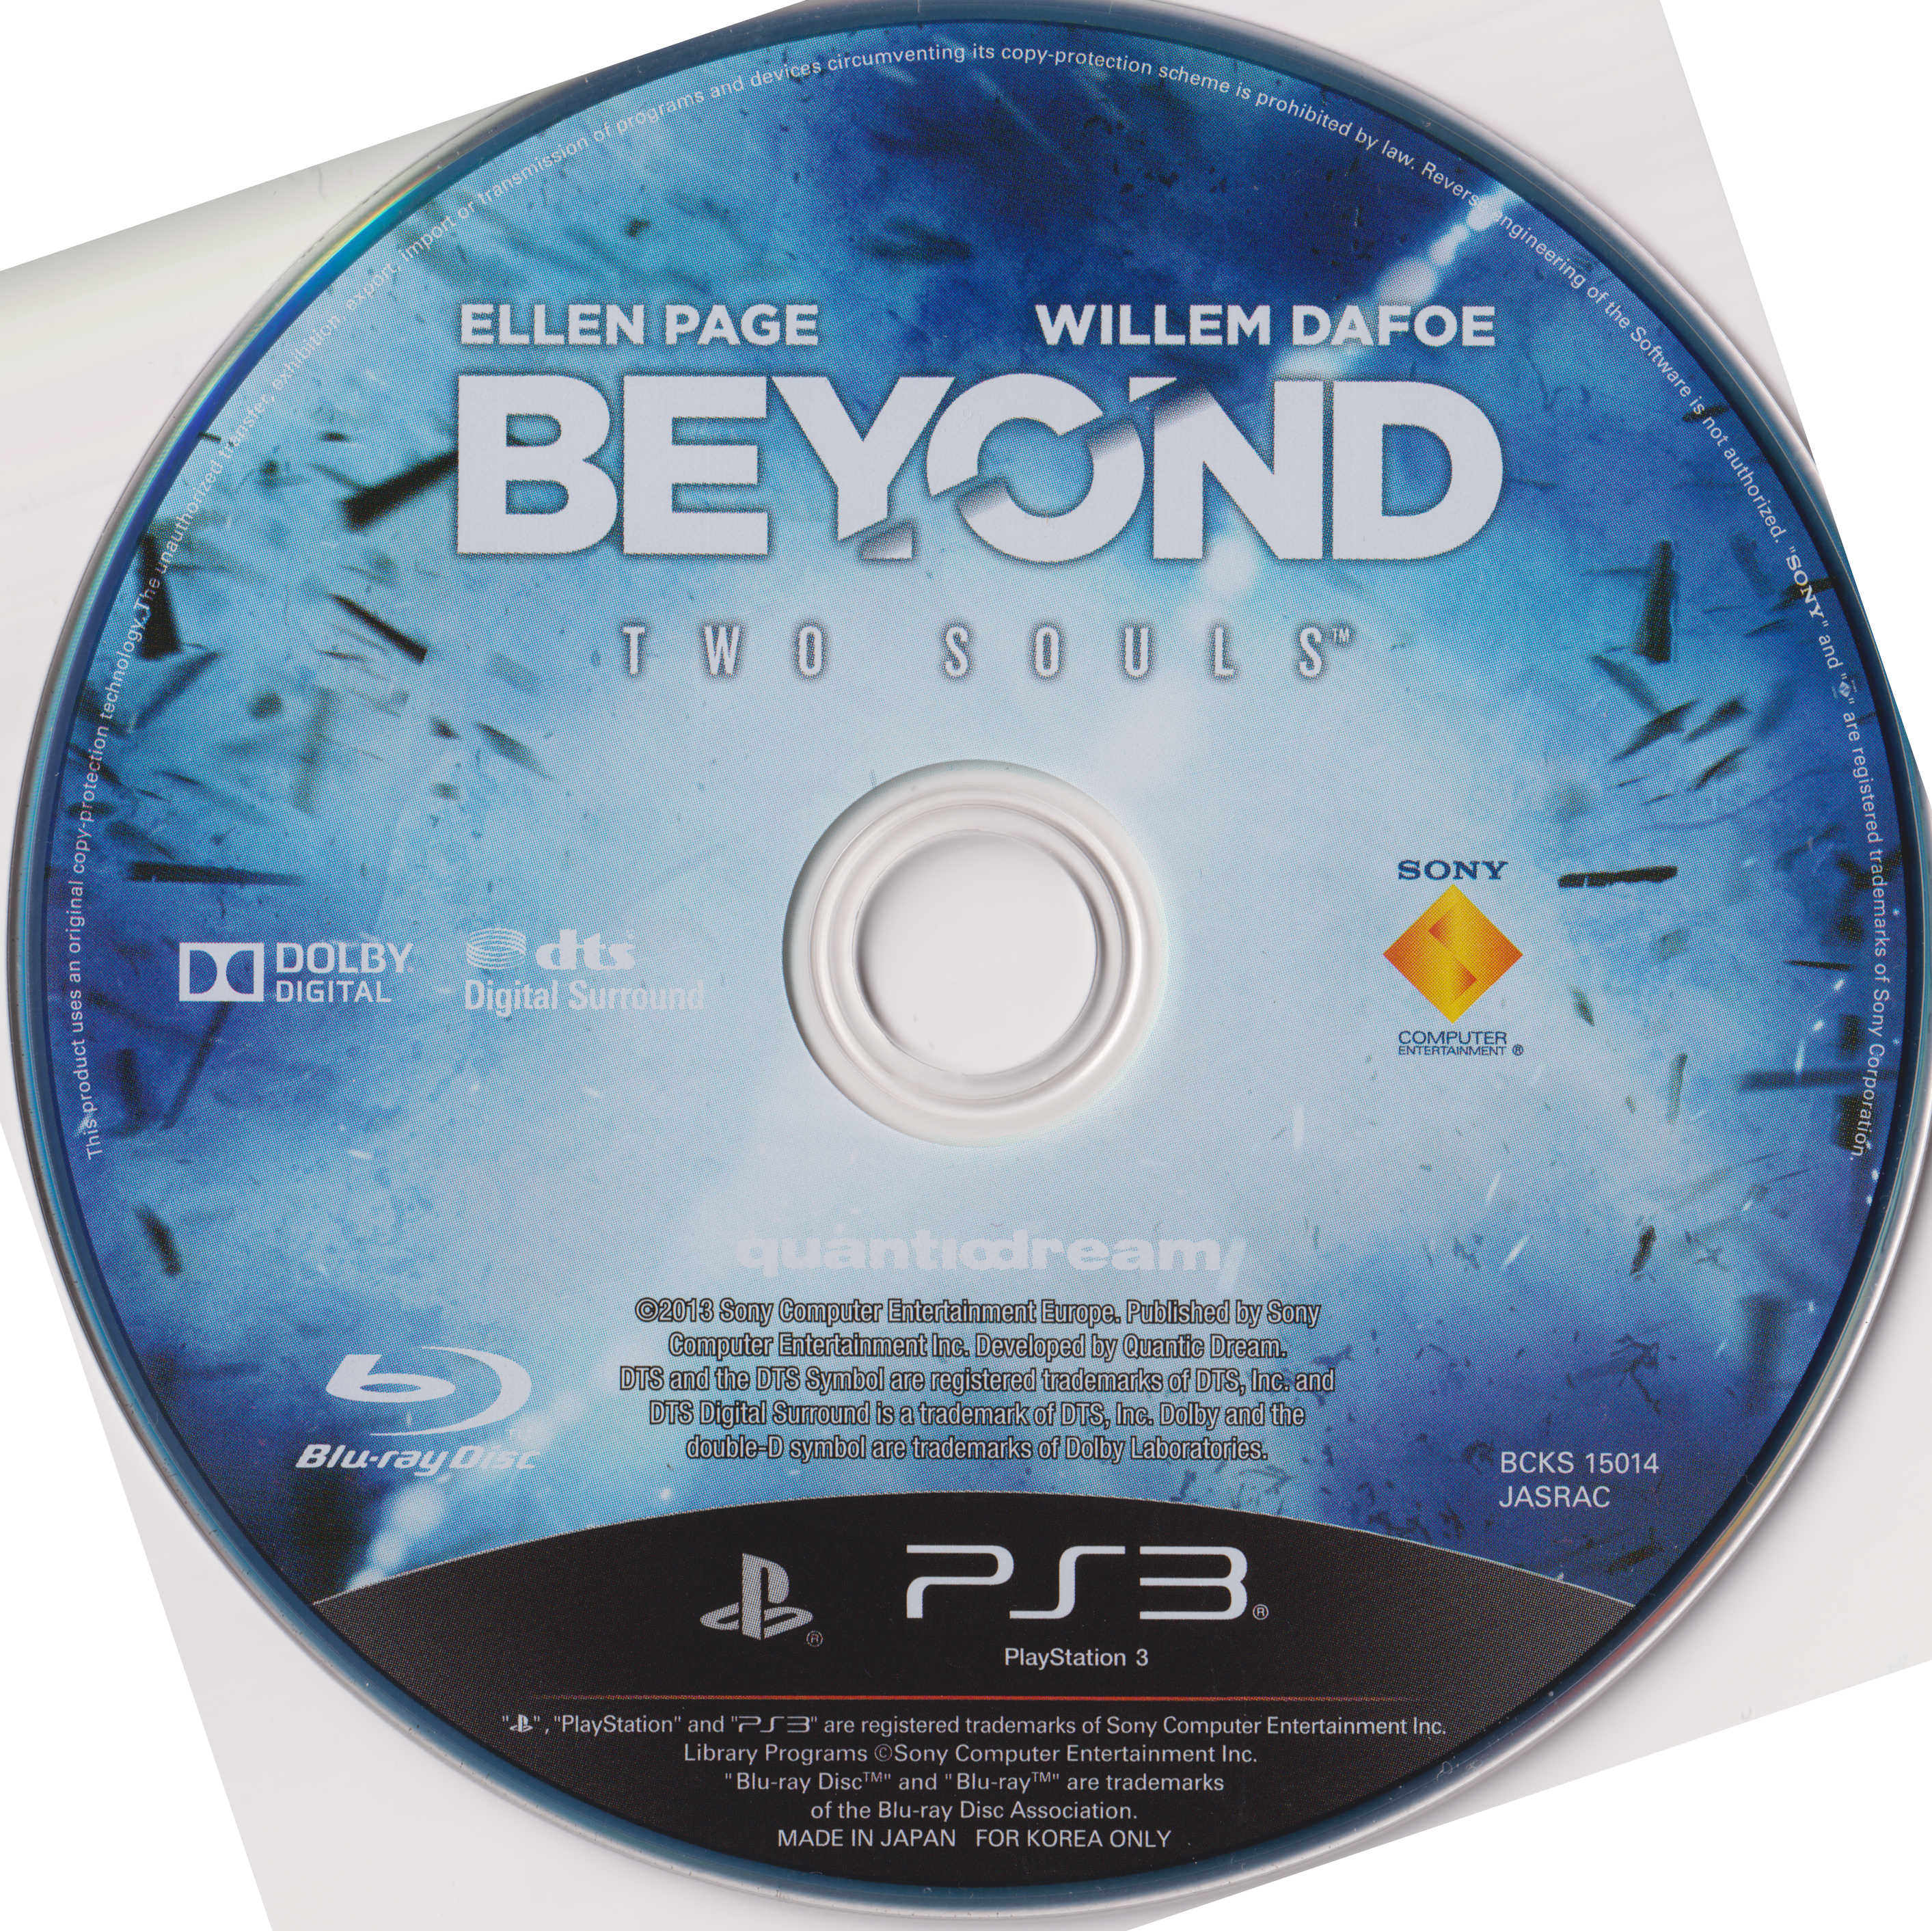 This product uses an original copy-protection technology. The unauthorized transfer, exhibition, export, import or transmission of programs and devices circumventing its copy-protection scheme is prohibited by law. Reverse engineering of the Software is not authorized. "SONY" and "" are registered trademarks of Sony Corporation.
ELLEN PAGE WILLEM DAFOE
BEYOND
TWO SOULS™
SONY
COMPUTER
ENTERTAINMENT ®
DOLBY®
DIGITAL
dts®
Digital Surround
quanticdream
©2013 Sony Computer Entertainment Europe. Published by Sony
Computer Entertainment Inc. Developed by Quantic Dream.
DTS and the DTS Symbol are registered trademarks of DTS, Inc. and
DTS Digital Surround is a trademark of DTS, Inc. Dolby and the
double-D symbol are trademarks of Dolby Laboratories.
Blu-ray Disc™
BCKS 15014
JASRAC
® PS3®
PlayStation 3
"", "PlayStation" and "PS3" are registered trademarks of Sony Computer Entertainment Inc.
Library Programs ©Sony Computer Entertainment Inc.
"Blu-ray Disc™" and "Blu-ray™" are trademarks
of the Blu-ray Disc Association.
MADE IN JAPAN FOR KOREA ONLY